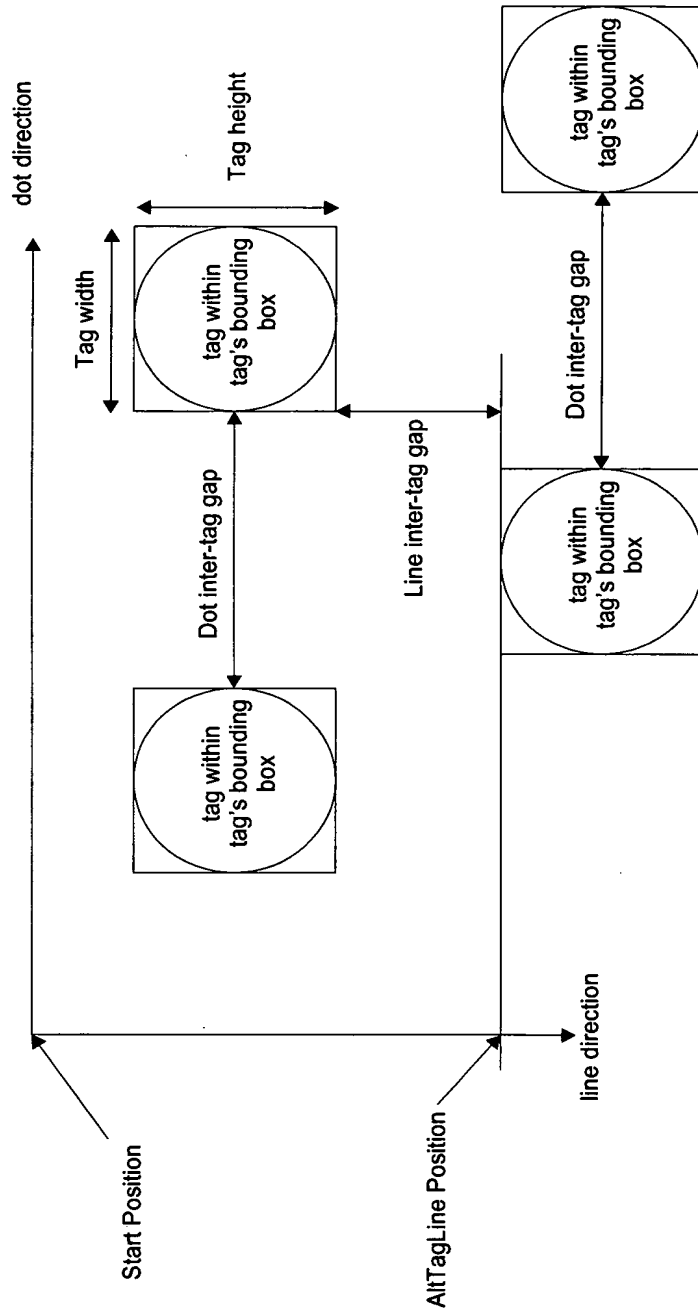 dot direction
Tag width
Tag height
tag within
tag's bounding
box
Dot inter-tag gap
tag within
tag's bounding
box
Line inter-tag gap
tag within
tag's bounding
box
Dot inter-tag gap
tag within
tag's bounding
box
Start Position
AltTagLine Position
line direction